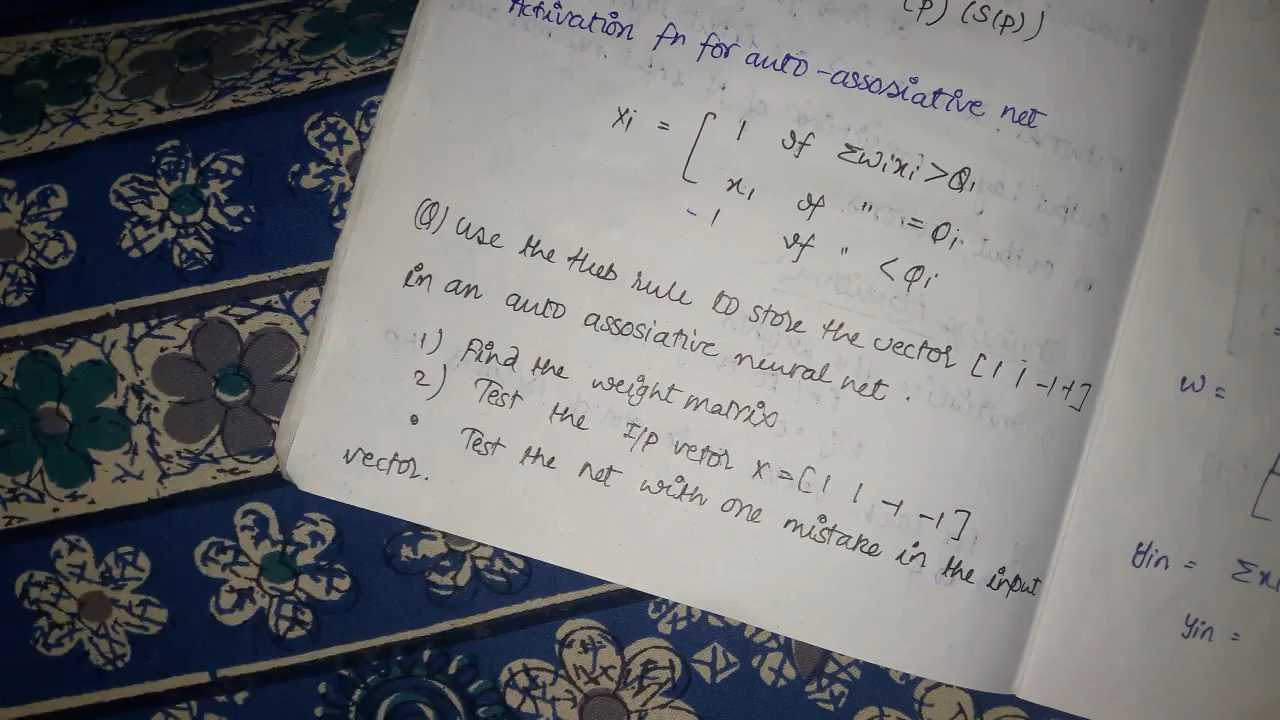 (P) (S(P))
Activation fn for auto-assosiative net
xi = [ 1 if Σwixi > θi
x1 if " = θi
-1 if " < θi
(Q) Use the Heb rule to store the vector [1 1 -1 -1]
in an auto assosiative neural net.
1) Find the weight matrix
2) Test the I/P vetor x = [1 1 -1 -1]
• Test the net with one mistake in the input
vector.
w =
yin =
yin =